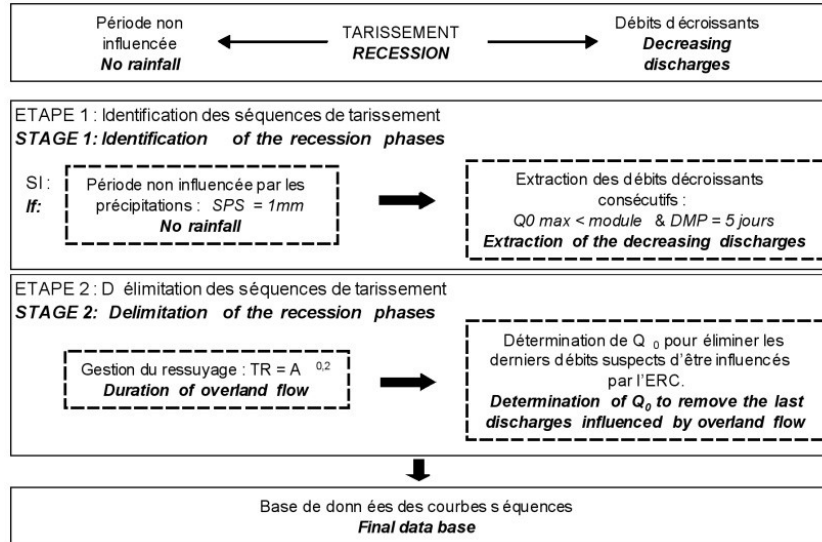 Période non
influencée
No rainfall
TARISSEMENT
RECESSION
Débits décroissants
Decreasing
discharges
ETAPE 1 : Identification des séquences de tarissement
STAGE 1: Identification of the recession phases
SI :
If:
Période non influencée par les
précipitations : SPS = 1mm
No rainfall
Extraction des débits décroissants
consécutifs :
Q0 max < module & DMP = 5 jours
Extraction of the decreasing discharges
ETAPE 2 : D élimitation des séquences de tarissement
STAGE 2: Delimitation of the recession phases
Gestion du ressuyage : TR = A 0,2
Duration of overland flow
Détermination de Q 0 pour éliminer les
derniers débits suspects d'être influencés
par l'ERC.
Determination of Q0 to remove the last
discharges influenced by overland flow
Base de donn ées des courbes s équences
Final data base